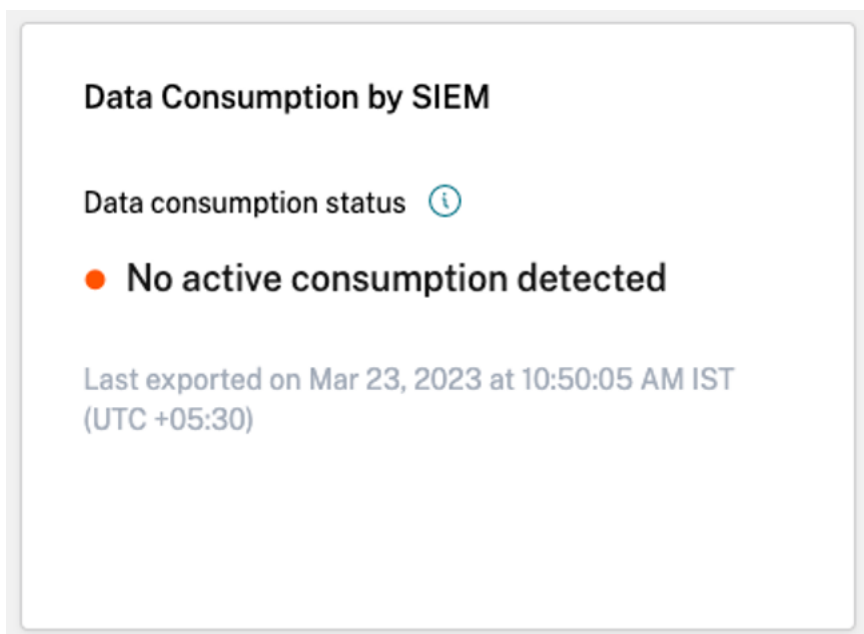 Data Consumption by SIEM
Data consumption status
No active consumption detected
Last exported on Mar 23, 2023 at 10:50:05 AM IST
(UTC +05:30)